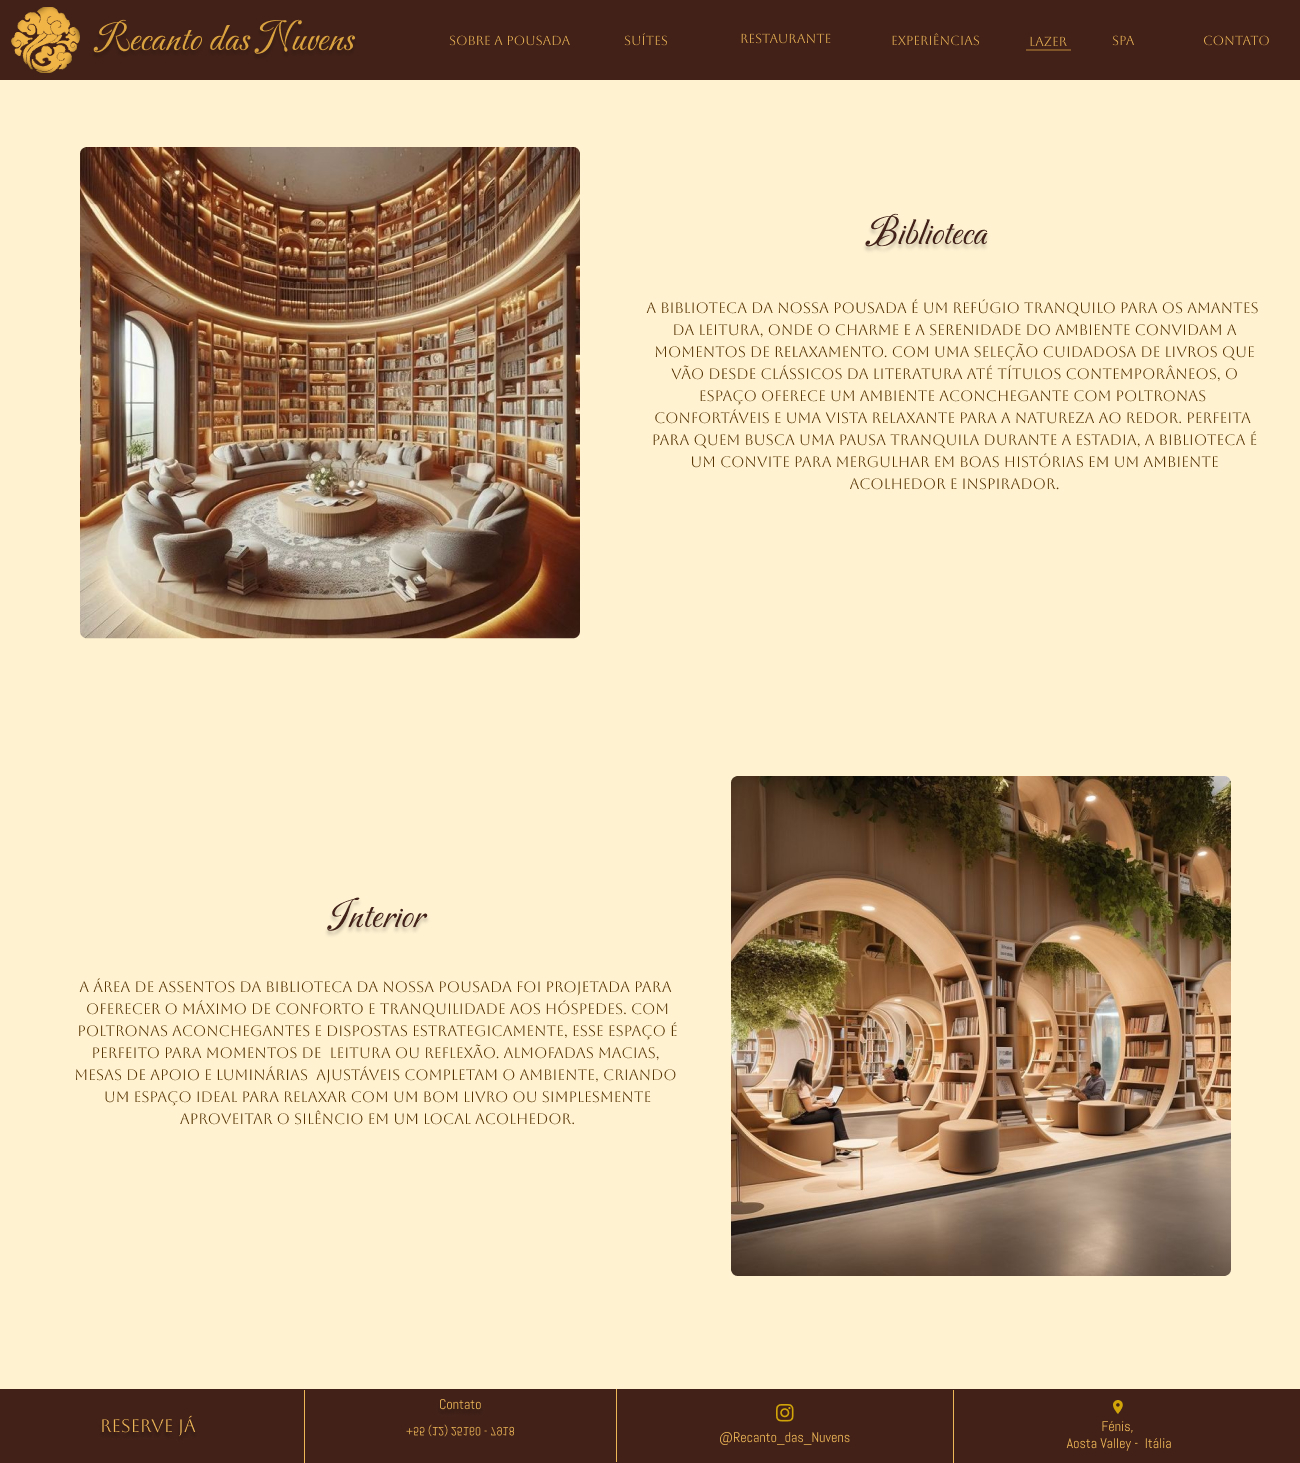 Recanto das Nuvens
SOBRE A POUSADA SUÍTES RESTAURANTE EXPERIÊNCIAS LAZER SPA CONTATO
Biblioteca
A BIBLIOTECA DA NOSSA POUSADA É UM REFÚGIO TRANQUILO PARA OS AMANTES
DA LEITURA, ONDE O CHARME E A SERENIDADE DO AMBIENTE CONVIDAM A
MOMENTOS DE RELAXAMENTO. COM UMA SELEÇÃO CUIDADOSA DE LIVROS QUE
VÃO DESDE CLÁSSICOS DA LITERATURA ATÉ TÍTULOS CONTEMPORÂNEOS, O
ESPAÇO OFERECE UM AMBIENTE ACONCHEGANTE COM POLTRONAS
CONFORTÁVEIS E UMA VISTA RELAXANTE PARA A NATUREZA AO REDOR. PERFEITA
PARA QUEM BUSCA UMA PAUSA TRANQUILA DURANTE A ESTADIA, A BIBLIOTECA É
UM CONVITE PARA MERGULHAR EM BOAS HISTÓRIAS EM UM AMBIENTE
ACOLHEDOR E INSPIRADOR.
Interior
A ÁREA DE ASSENTOS DA BIBLIOTECA DA NOSSA POUSADA FOI PROJETADA PARA
OFERECER O MÁXIMO DE CONFORTO E TRANQUILIDADE AOS HÓSPEDES. COM
POLTRONAS ACONCHEGANTES E DISPOSTAS ESTRATEGICAMENTE, ESSE ESPAÇO É
PERFEITO PARA MOMENTOS DE LEITURA OU REFLEXÃO. ALMOFADAS MACIAS,
MESAS DE APOIO E LUMINÁRIAS AJUSTÁVEIS COMPLETAM O AMBIENTE, CRIANDO
UM ESPAÇO IDEAL PARA RELAXAR COM UM BOM LIVRO OU SIMPLESMENTE
APROVEITAR O SILÊNCIO EM UM LOCAL ACOLHEDOR.
RESERVE JÁ
Contato
+55 (12) 25160 - 7918
@Recanto_das_Nuvens
Fénis,
Aosta Valley - Itália